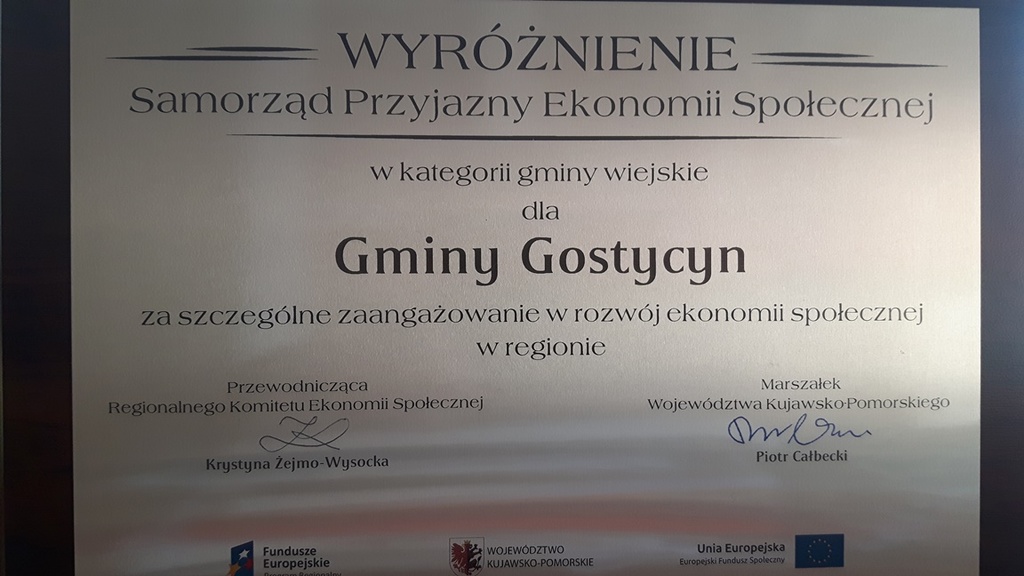 WYRÓŻNIENIE
Samorząd Przyjazny Ekonomii Społecznej
w kategorii gminy wiejskie
dla
Gminy Gostycyn
za szczególne zaangażowanie w rozwój ekonomii społecznej
w regionie
Przewodnicząca
Regionalnego Komitetu Ekonomii Społecznej
Krystyna Żejmo-Wysocka
Marszałek
Województwa Kujawsko-Pomorskiego
Piotr Całbecki
Fundusze
Europejskie
Program Regionalny
WOJEWÓDZTWO
KUJAWSKO-POMORSKIE
Unia Europejska
Europejski Fundusz Społeczny